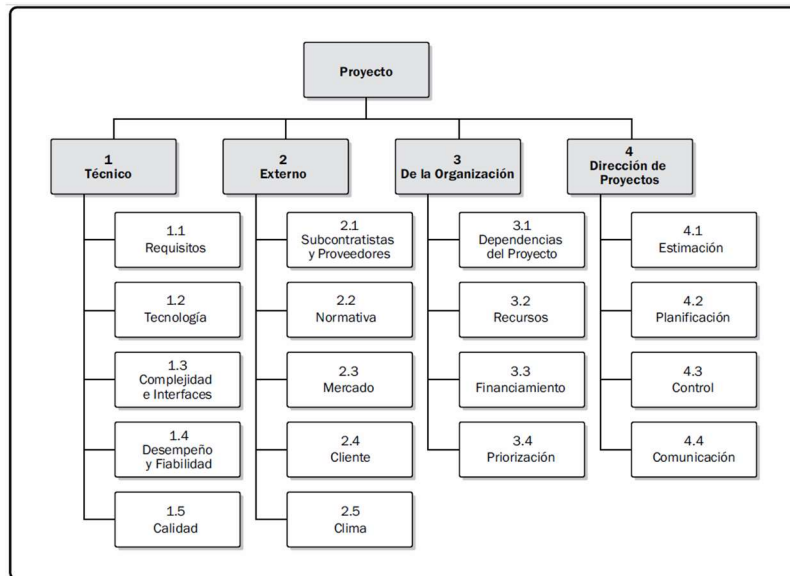 Proyecto
1
Técnico
2
Externo
3
De la Organización
4
Dirección de
Proyectos
1.1
Requisitos
1.2
Tecnología
1.3
Complejidad
e Interfaces
1.4
Desempeño
y Fiabilidad
1.5
Calidad
2.1
Subcontratistas
y Proveedores
2.2
Normativa
2.3
Mercado
2.4
Cliente
2.5
Clima
3.1
Dependencias
del Proyecto
3.2
Recursos
3.3
Financiamiento
3.4
Priorización
4.1
Estimación
4.2
Planificación
4.3
Control
4.4
Comunicación